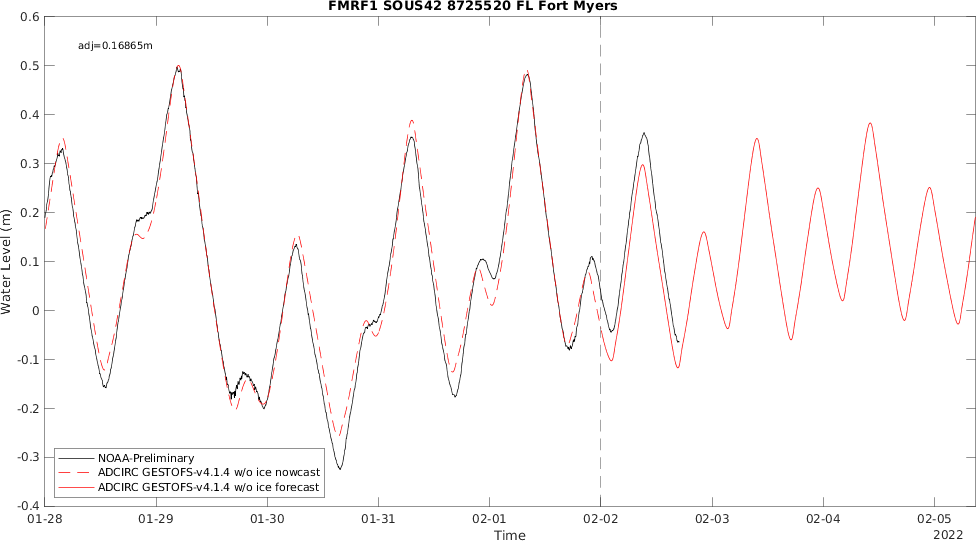 FMRF1 SOUS42 8725520 FL Fort Myers
adj=0.16865m
0.6
0.5
0.4
0.3
0.2
0.1
0
-0.1
-0.2
-0.3
-0.4
Water Level (m)
NOAA-Preliminary
ADCIRC GESTOFS-v4.1.4 w/o ice nowcast
ADCIRC GESTOFS-v4.1.4 w/o ice forecast
01-28 01-29 01-30 01-31 02-01 02-02 02-03 02-04 02-05
Time
2022